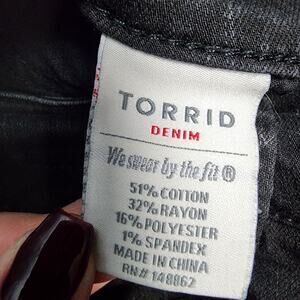 TORRID
DENIM
We swear by the fit ®
51% COTTON
32% RAYON
16% POLYESTER
1% SPANDEX
MADE IN CHINA
RN# 148862